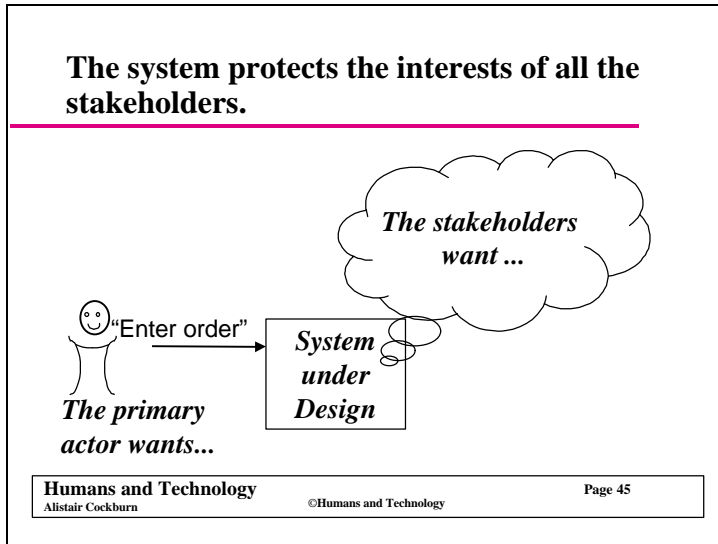 The system protects the interests of all the
stakeholders.
The stakeholders
want ...
“Enter order”
System
under
Design
The primary
actor wants...
Humans and Technology
Alistair Cockburn
©Humans and Technology
Page 45